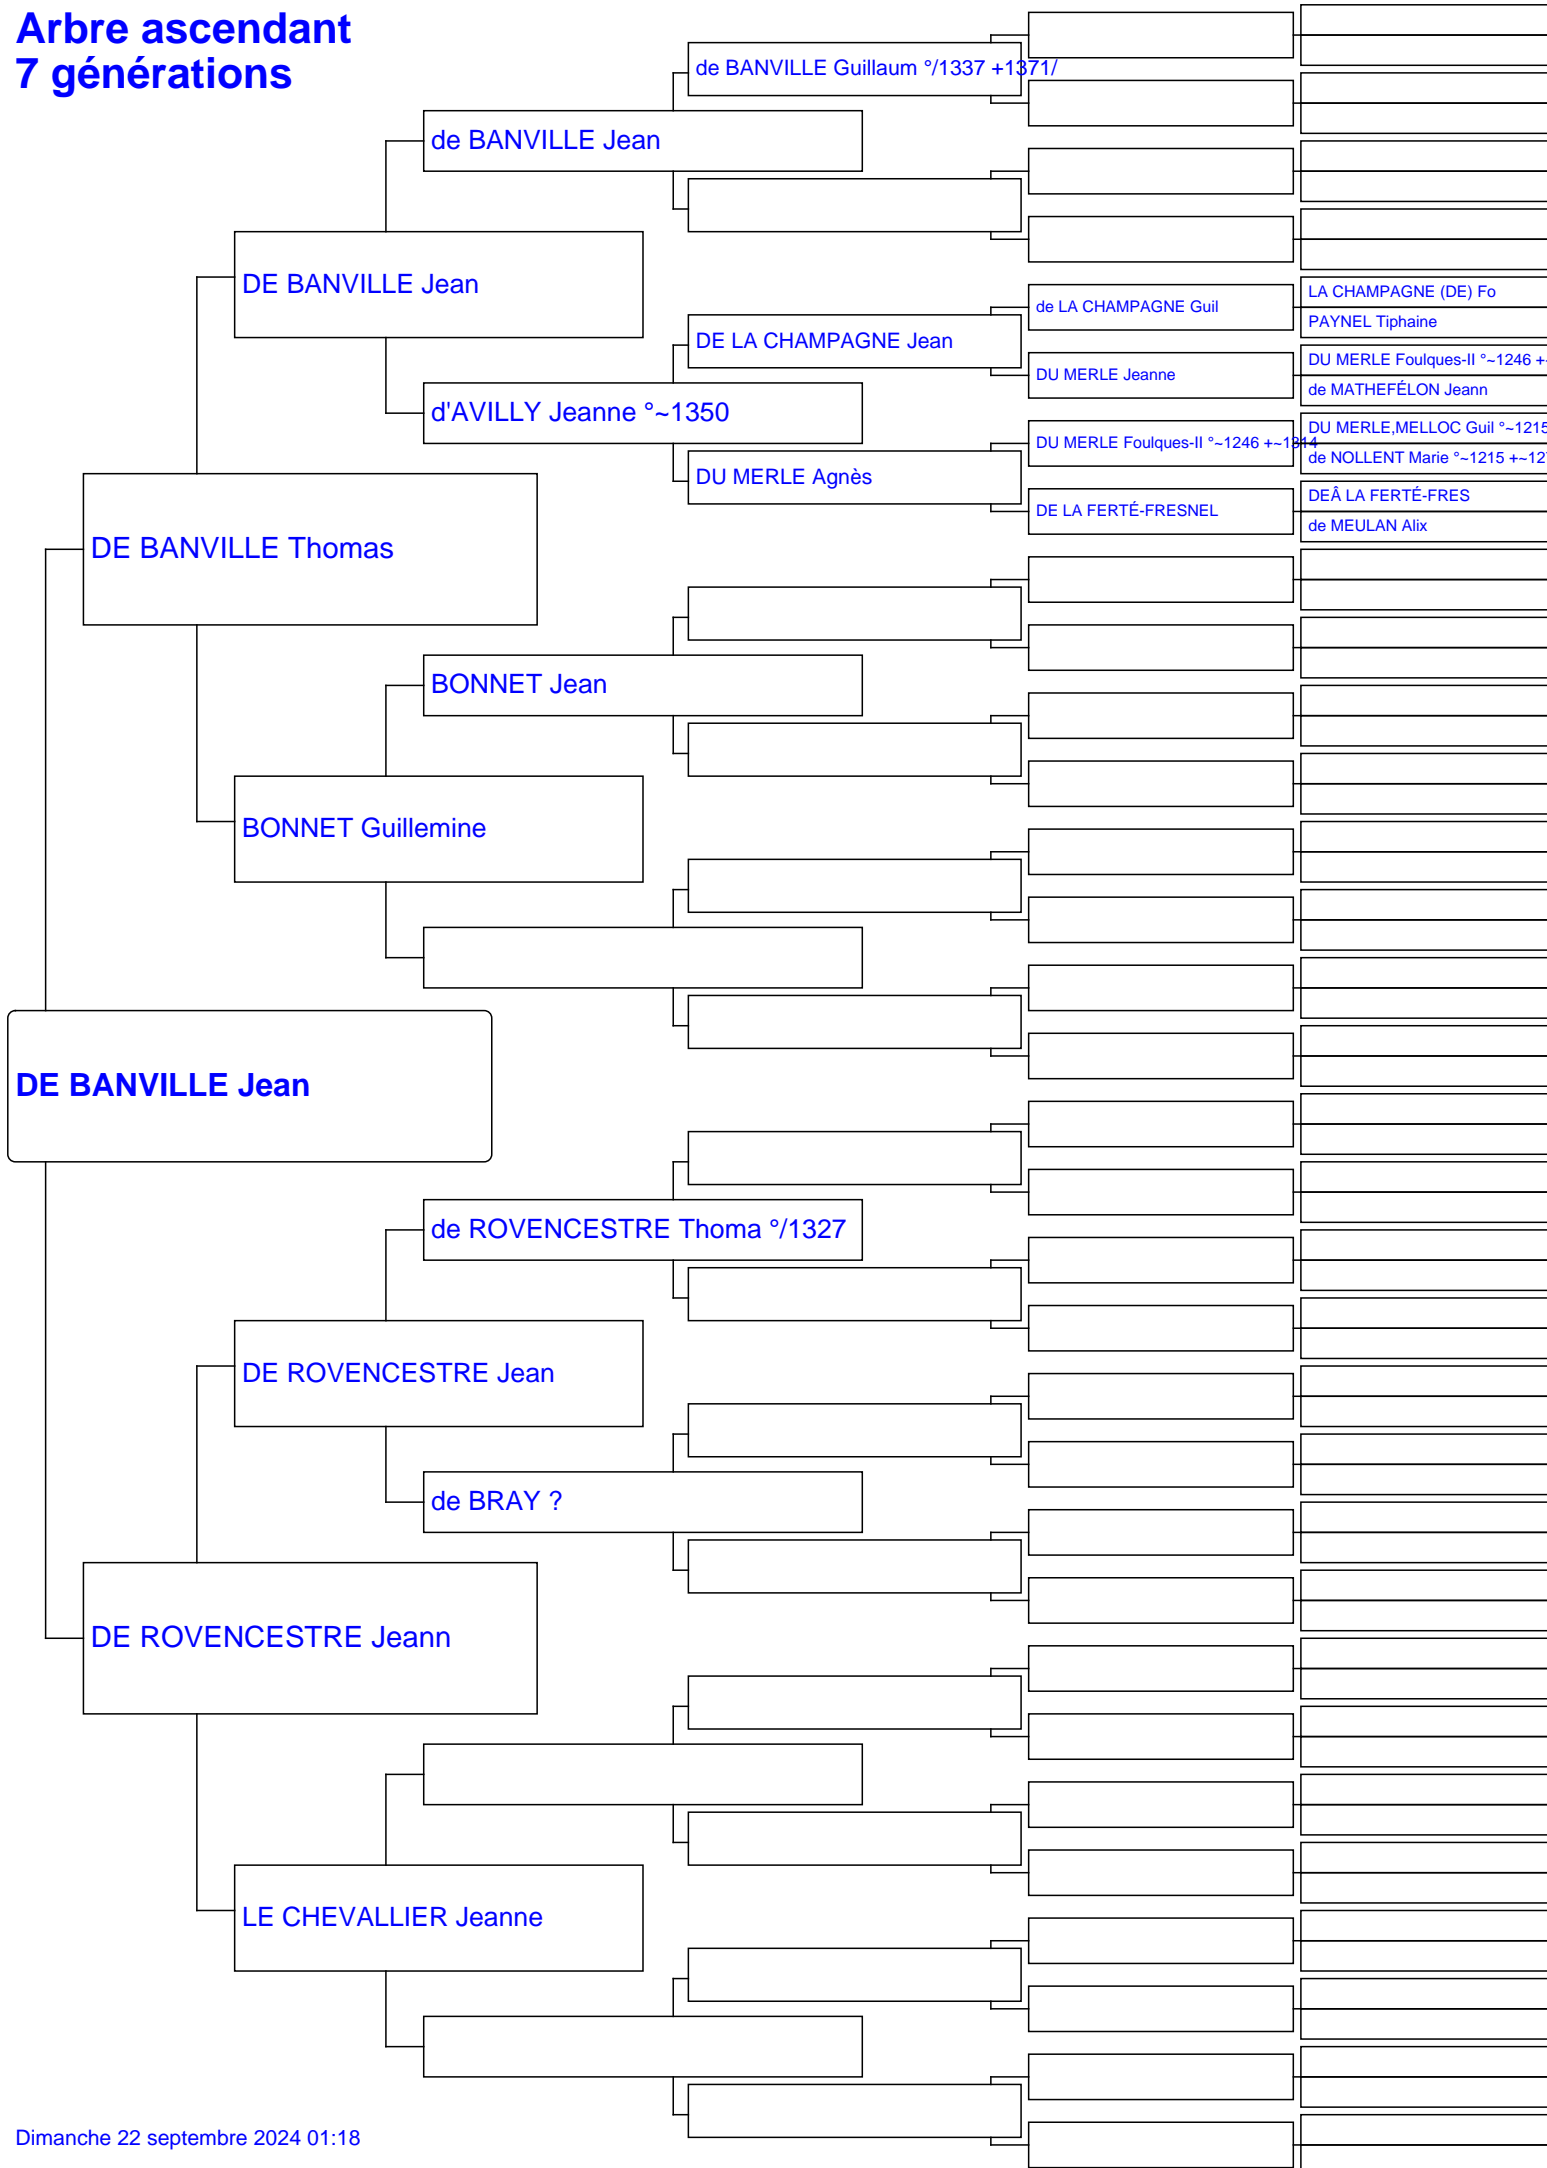 Arbre ascendant
7 générations
de BANVILLE Guillaum °/1337 +1371/
de BANVILLE Jean
DE BANVILLE Jean
de LA CHAMPAGNE Guil
LA CHAMPAGNE (DE) Fo
PAYNEL Tiphaine
DE LA CHAMPAGNE Jean
DU MERLE Jeanne
DU MERLE Foulques-II °~1246 +~
de MATHEFÉLON Jeann
d'AVILLY Jeanne °~1350
DU MERLE Foulques-II °~1246 +~1314
DU MERLE,MELLOC Guil °~1215
de NOLLENT Marie °~1215 +~127
DU MERLE Agnès
DE LA FERTÉ-FRESNEL
DEÂ LA FERTÉ-FRES
de MEULAN Alix
DE BANVILLE Thomas
BONNET Jean
BONNET Guillemine
DE BANVILLE Jean
de ROVENCESTRE Thoma °/1327
DE ROVENCESTRE Jean
de BRAY ?
DE ROVENCESTRE Jeann
LE CHEVALLIER Jeanne
Dimanche 22 septembre 2024 01:18